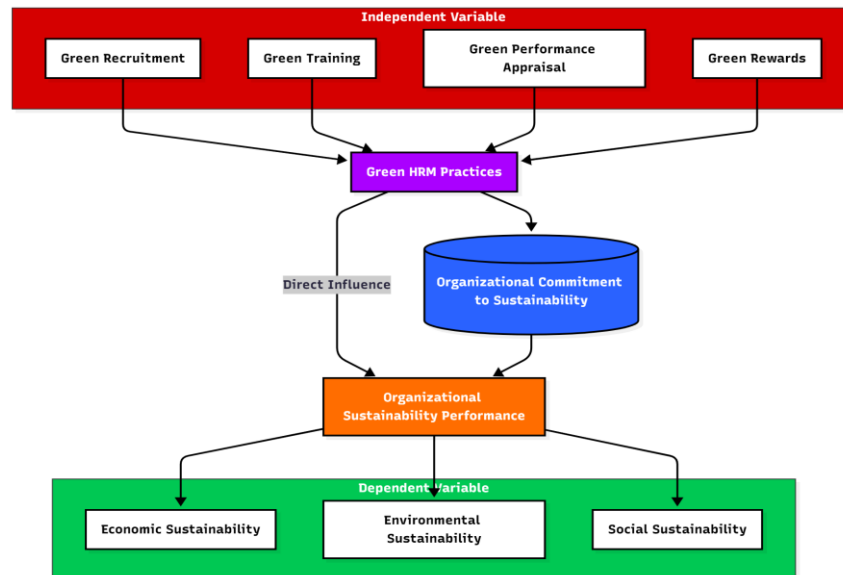 Independent Variable
Green Recruitment
Green Training
Green Performance
Appraisal
Green Rewards
Green HRM Practices
Direct Influence
Organizational Commitment
to Sustainability
Organizational
Sustainability Performance
Dependent Variable
Economic Sustainability
Environmental
Sustainability
Social Sustainability